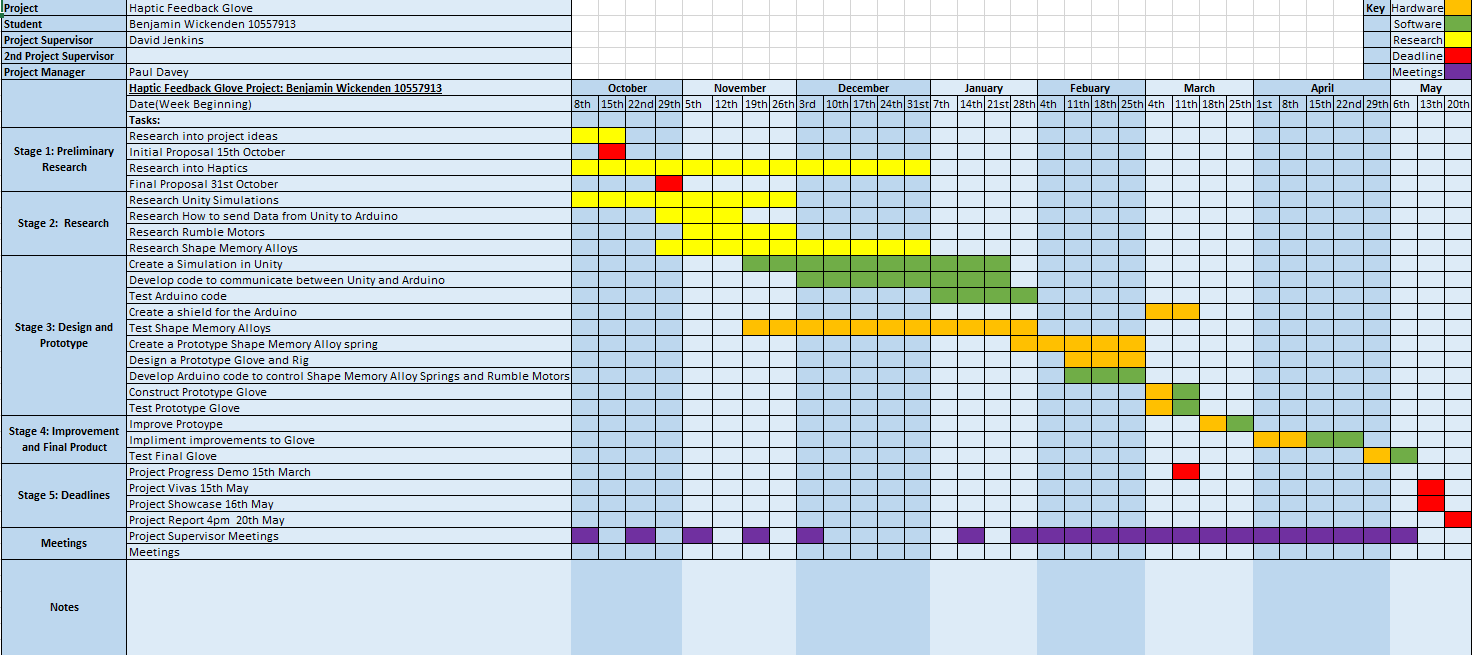 Project Haptic Feedback Glove Key Hardware
Student Benjamin Wickenden 10557913 Software
Project Supervisor David Jenkins Research
2nd Project Supervisor Deadline
Project Manager Paul Davey Meetings
Haptic Feedback Glove Project: Benjamin Wickenden 10557913 October November December January Febuary March April May
Date(Week Beginning) 8th 15th 22nd 29th 5th 12th 19th 26th 3rd 10th 17th 24th 31st 7th 14th 21st 28th 4th 11th 18th 25th 4th 11th 18th 25th 1st 8th 15th 22nd 29th 6th 13th 20th
Tasks:
Stage 1: Preliminary
Research
Research into project ideas
Initial Proposal 15th October
Research into Haptics
Final Proposal 31st October
Stage 2:  Research
Research Unity Simulations
Research How to send Data from Unity to Arduino
Research Rumble Motors
Research Shape Memory Alloys
Stage 3: Design and
Prototype
Create a Simulation in Unity
Develop code to communicate between Unity and Arduino
Test Arduino code
Create a shield for the Arduino
Test Shape Memory Alloys
Create a Prototype Shape Memory Alloy spring
Design a Prototype Glove and Rig
Develop Arduino code to control Shape Memory Alloy Springs and Rumble Motors
Construct Prototype Glove
Test Prototype Glove
Stage 4: Improvement
and Final Product
Improve Protoype
Impliment improvements to Glove
Test Final Glove
Stage 5: Deadlines
Project Progress Demo 15th March
Project Vivas 15th May
Project Showcase 16th May
Project Report 4pm  20th May
Meetings
Project Supervisor Meetings
Meetings
Notes